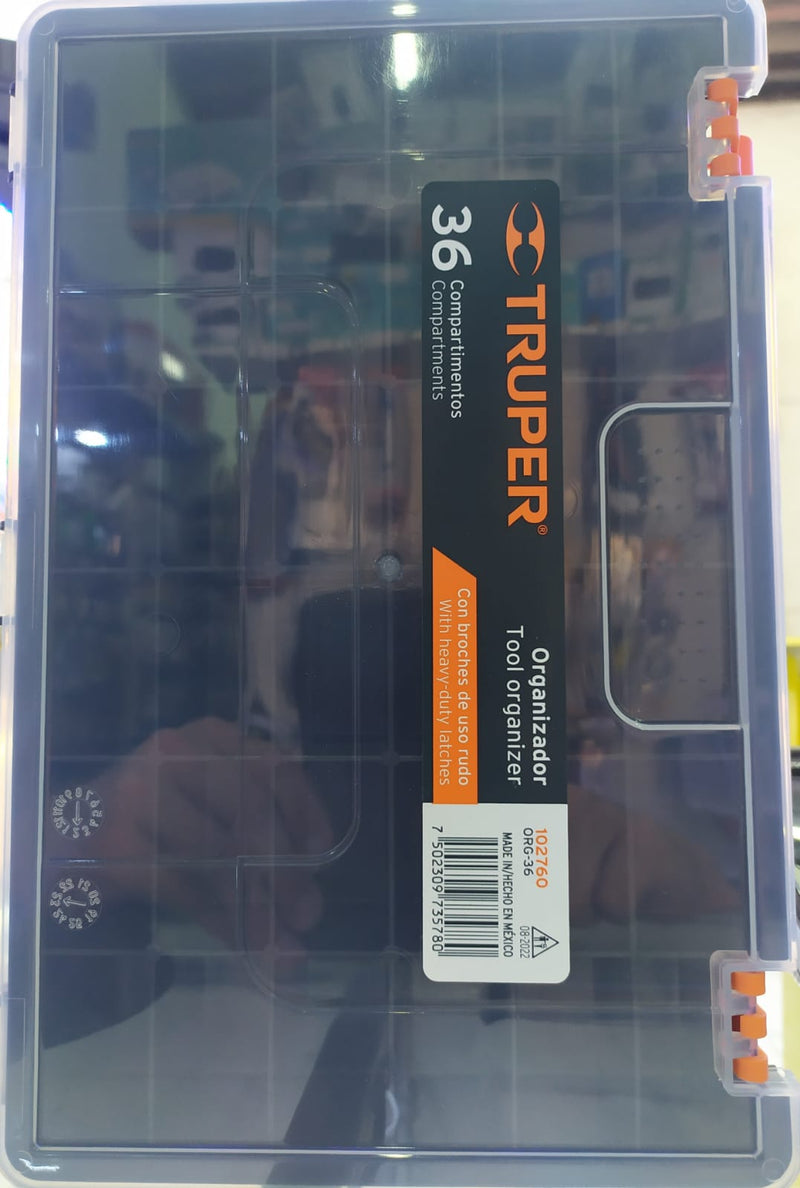 TRUPER®
36 Compartimentos
Compartments
Organizador
Tool organizer
Con broches de uso rudo
With heavy-duty latches
102760
ORG-36
MADE IN/HECHO EN MÉXICO
08-2022
7 502309 735780